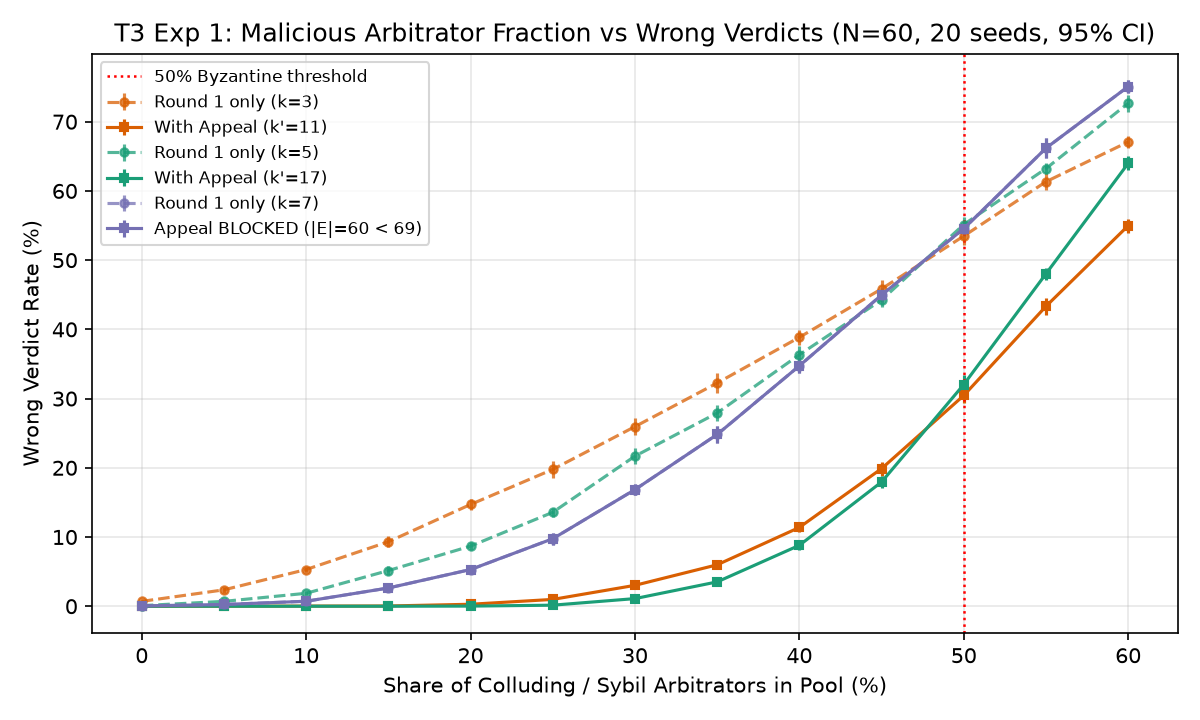 T3 Exp 1: Malicious Arbitrator Fraction vs Wrong Verdicts (N=60, 20 seeds, 95% CI)
50% Byzantine threshold
Round 1 only (k=3)
With Appeal (k'=11)
Round 1 only (k=5)
With Appeal (k'=17)
Round 1 only (k=7)
Appeal BLOCKED (|E|=60 < 69)
Wrong Verdict Rate (%)
70
60
50
40
30
20
10
0
0 10 20 30 40 50 60
Share of Colluding / Sybil Arbitrators in Pool (%)